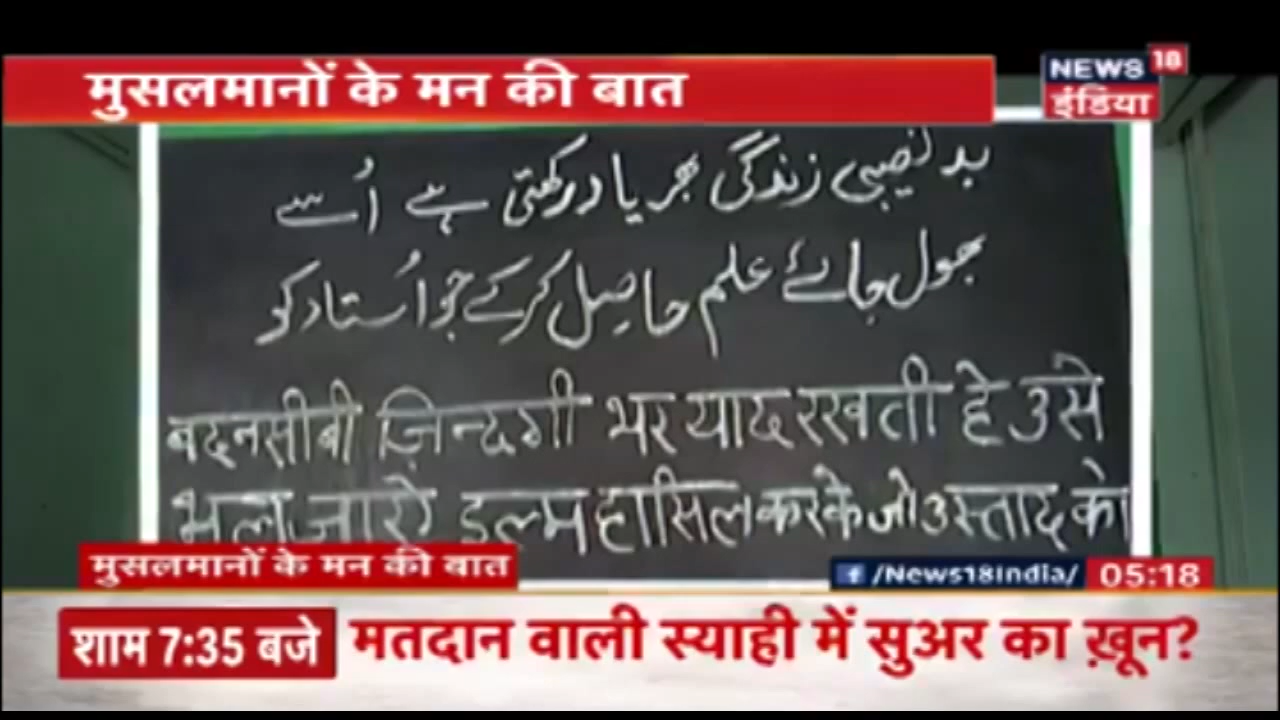 मुसलमानों के मन की बात
NEWS 18
इंडिया
بد نصیبی زندگی بھر یاد رکھتی ہے اُسے
بھول جائے علم حاصِل کرکے جو اُستاد کو
बदनसीबी ज़िन्दगी भर याद रखती हे उसे
भूल जाऐ इल्म हासिल करके जो उस्ताद को
मुसलमानों के मन की बात
f /News18India/ 05:18
शाम 7:35 बजे मतदान वाली स्याही में सुअर का ख़ून?